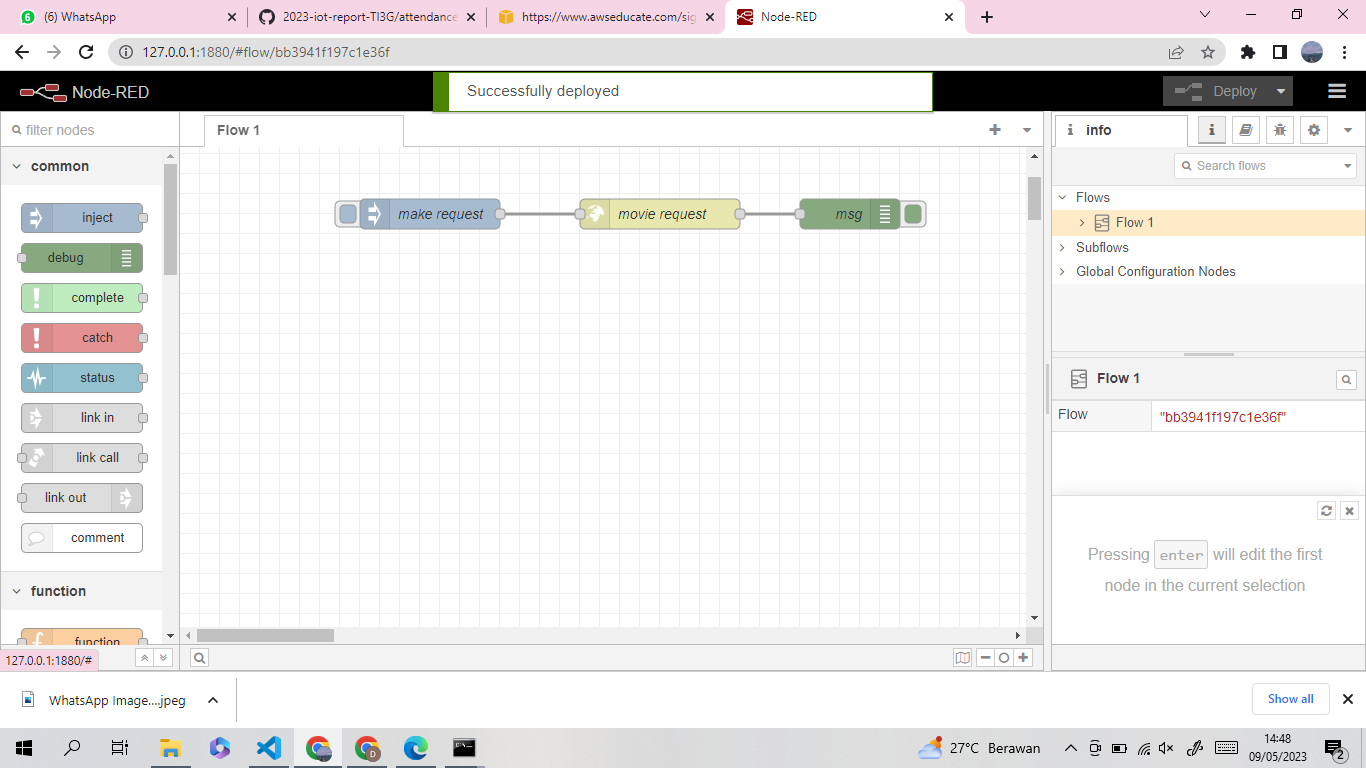 6
(6) WhatsApp
2023-iot-report-TI3G/attendance
https://www.awseducate.com/sig
Node-RED
127.0.0.1:1880/#flow/bb3941f197c1e36f
Node-RED
Successfully deployed
Deploy
filter nodes
Flow 1
i info
i
Search flows
common
inject
debug
complete
catch
status
link in
link call
link out
comment
function
function
make request
movie request
msg
Flows
Flow 1
Subflows
Global Configuration Nodes
Flow 1
Flow
"bb3941f197c1e36f"
Pressing enter will edit the first
node in the current selection
127.0.0.1:1880/#
WhatsApp Image....jpeg
Show all
D
27°C Berawan
14:48
09/05/2023
2